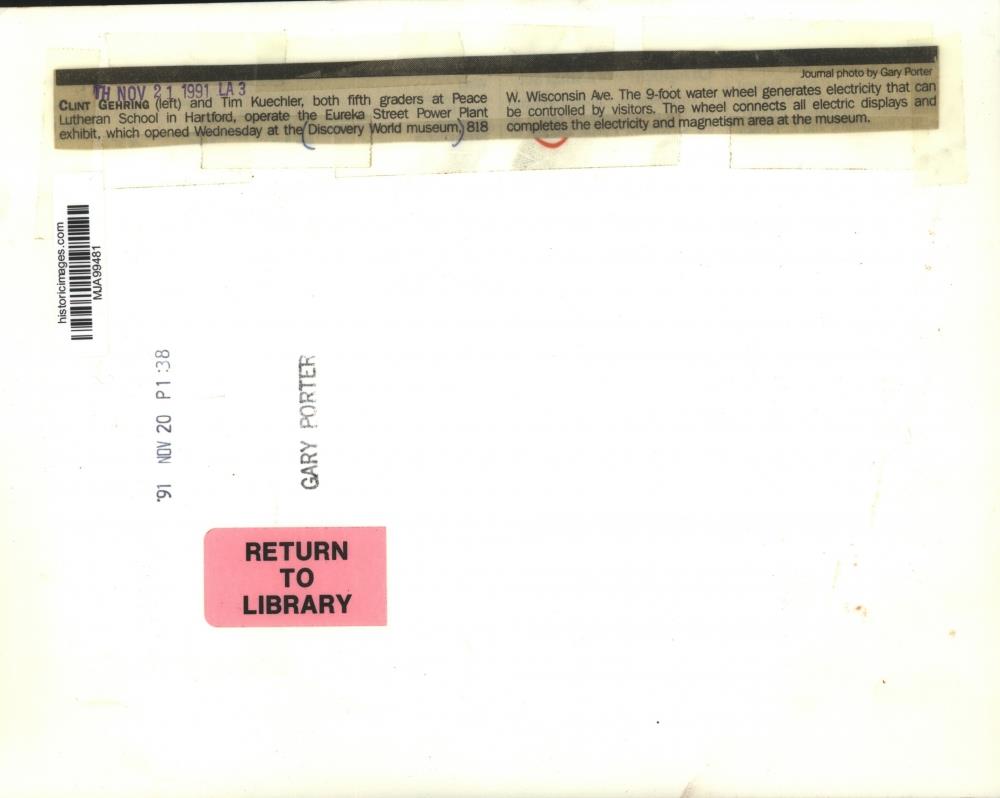 Journal photo by Gary Porter
TH NOV 21 1991 LA 3
CLINT GEHRING (left) and Tim Kuechler, both fifth graders at Peace
Lutheran School in Hartford, operate the Eureka Street Power Plant
exhibit, which opened Wednesday at the (Discovery World museum,) 818
W. Wisconsin Ave. The 9-foot water wheel generates electricity that can
be controlled by visitors. The wheel connects all electric displays and
completes the electricity and magnetism area at the museum.
historicimages.com
MJA99481
'91 NOV 20 P1:38
GARY PORTER
RETURN
TO
LIBRARY